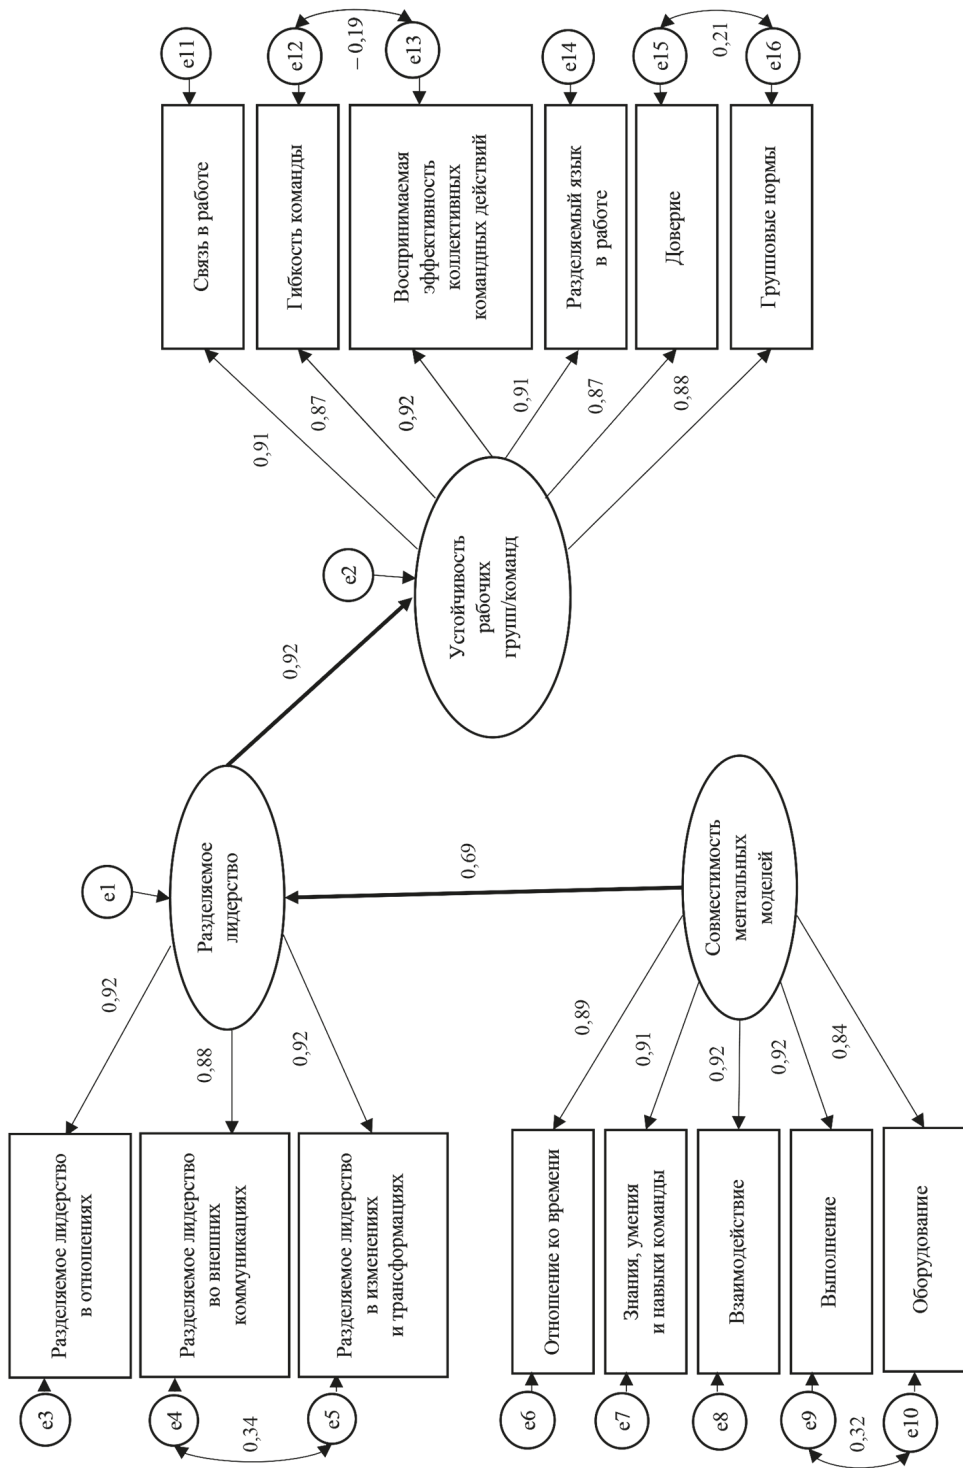 e3
Разделяемое лидерство
в отношениях
e4
Разделяемое лидерство
во внешних
коммуникациях
e5
Разделяемое лидерство
в изменениях
и трансформациях
0,34
0,92
0,88
0,92
e1
Разделяемое
лидерство
e6
Отношение ко времени
e7
Знания, умения
и навыки команды
e8
Взаимодействие
e9
Выполнение
e10
Оборудование
0,32
0,89
0,91
0,92
0,92
0,84
Совместимость
ментальных
моделей
0,69
0,92
e2
Устойчивость
рабочих
групп/команд
0,91
0,87
0,92
0,91
0,87
0,88
Связь в работе
e11
Гибкость команды
e12
Воспринимаемая
эффективность
коллективных
командных действий
e13
– 0,19
Разделяемый язык
в работе
e14
Доверие
e15
Групповые нормы
e16
0,21